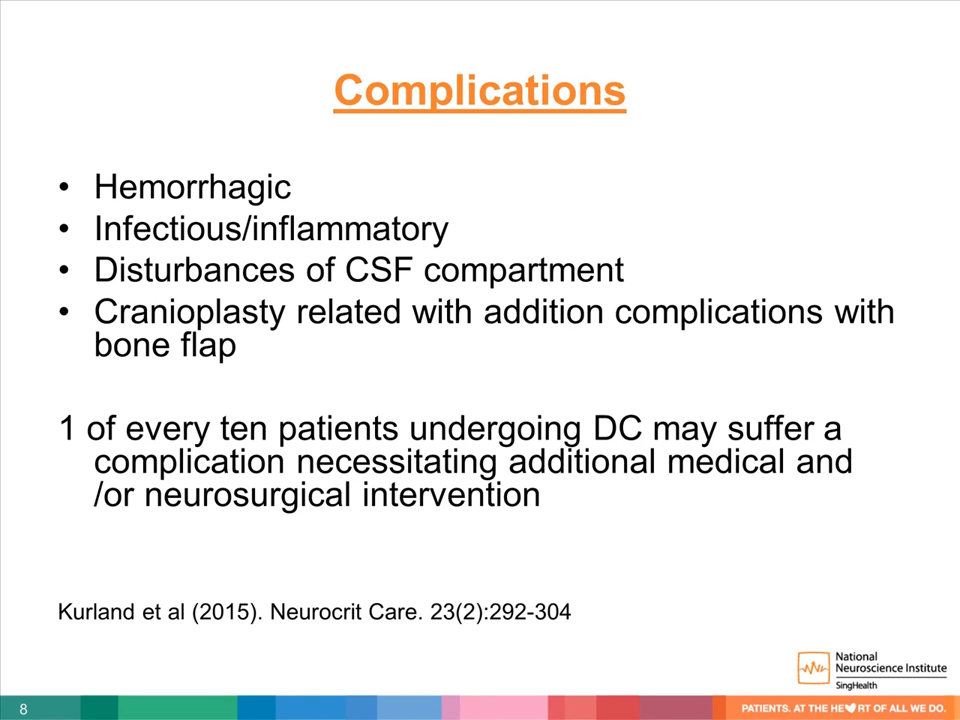 Complications
• Hemorrhagic
• Infectious/inflammatory
• Disturbances of CSF compartment
• Cranioplasty related with addition complications with
bone flap
1 of every ten patients undergoing DC may suffer a
complication necessitating additional medical and
/or neurosurgical intervention
Kurland et al (2015). Neurocrit Care. 23(2):292-304
National
Neuroscience Institute
SingHealth
8
PATIENTS. AT THE HE♥RT OF ALL WE DO.